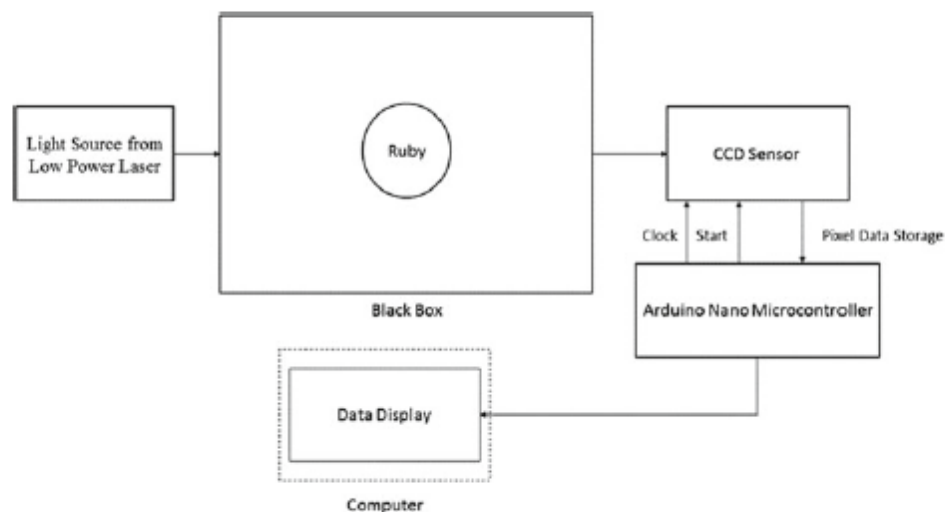 Light Source from
Low Power Laser
Ruby
CCD Sensor
Clock Start
Pixel Data Storage
Black Box
Arduino Nano Microcontroller
Data Display
Computer